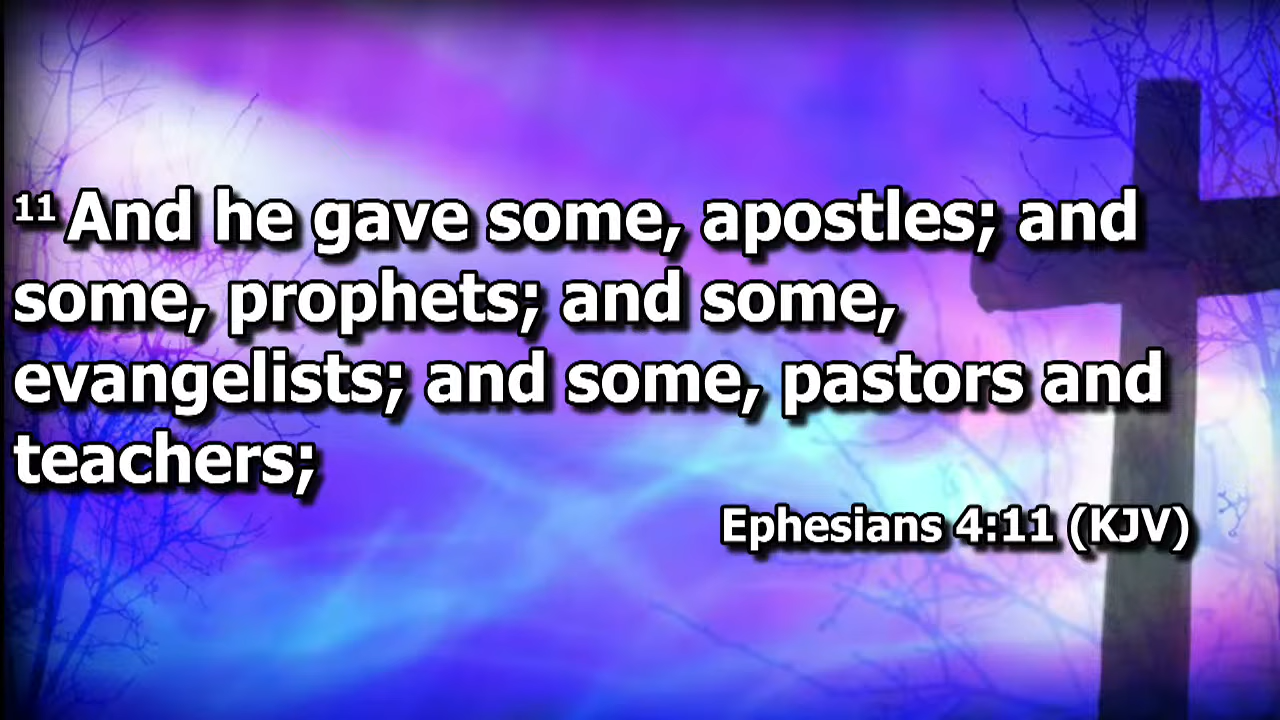 11 And he gave some, apostles; and
some, prophets; and some,
evangelists; and some, pastors and
teachers;
Ephesians 4:11 (KJV)